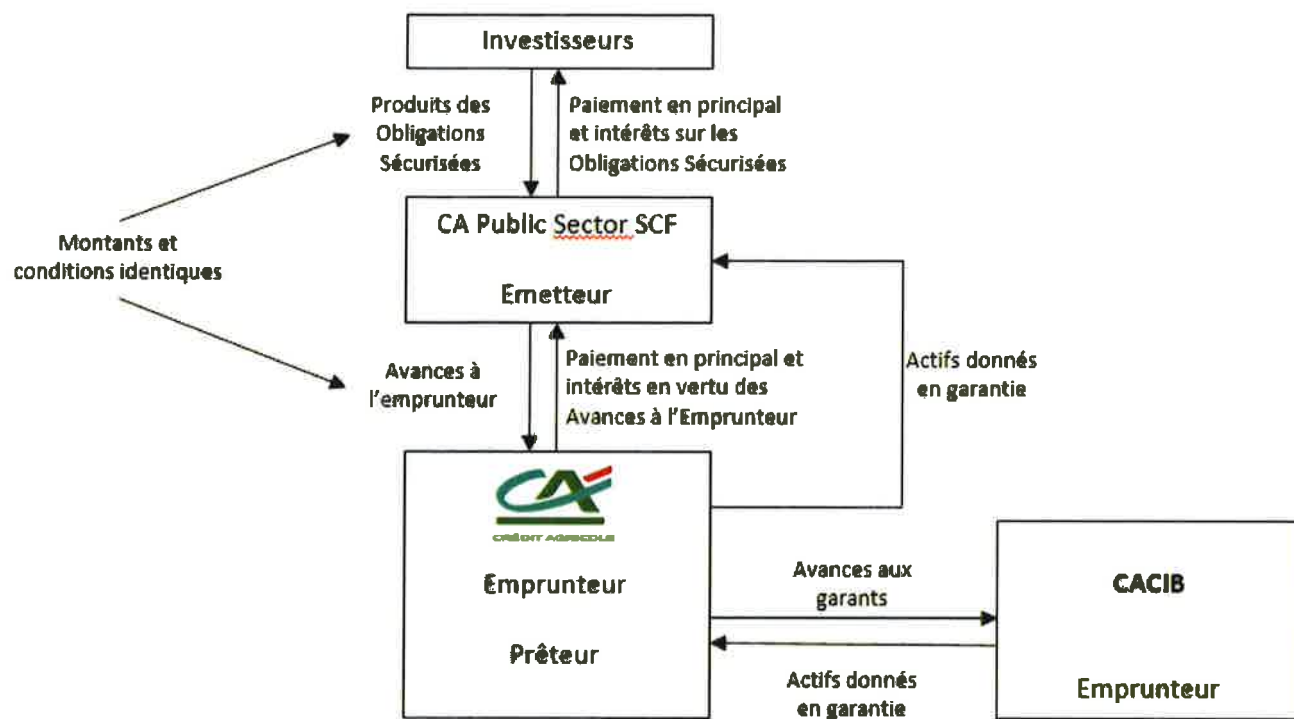 Investisseurs
Produits des
Obligations
Sécurisées
Paiement en principal
et intérêts sur les
Obligations Sécurisées
Montants et
conditions identiques
CA Public Sector SCF
Emetteur
Avances à
l'emprunteur
Paiement en principal et
intérêts en vertu des
Avances à l'Emprunteur
Actifs donnés
en garantie
CA
CRÉDIT AGRICOLE
Emprunteur
Prêteur
Avances aux
garants
Actifs donnés
en garantie
CACIB
Emprunteur